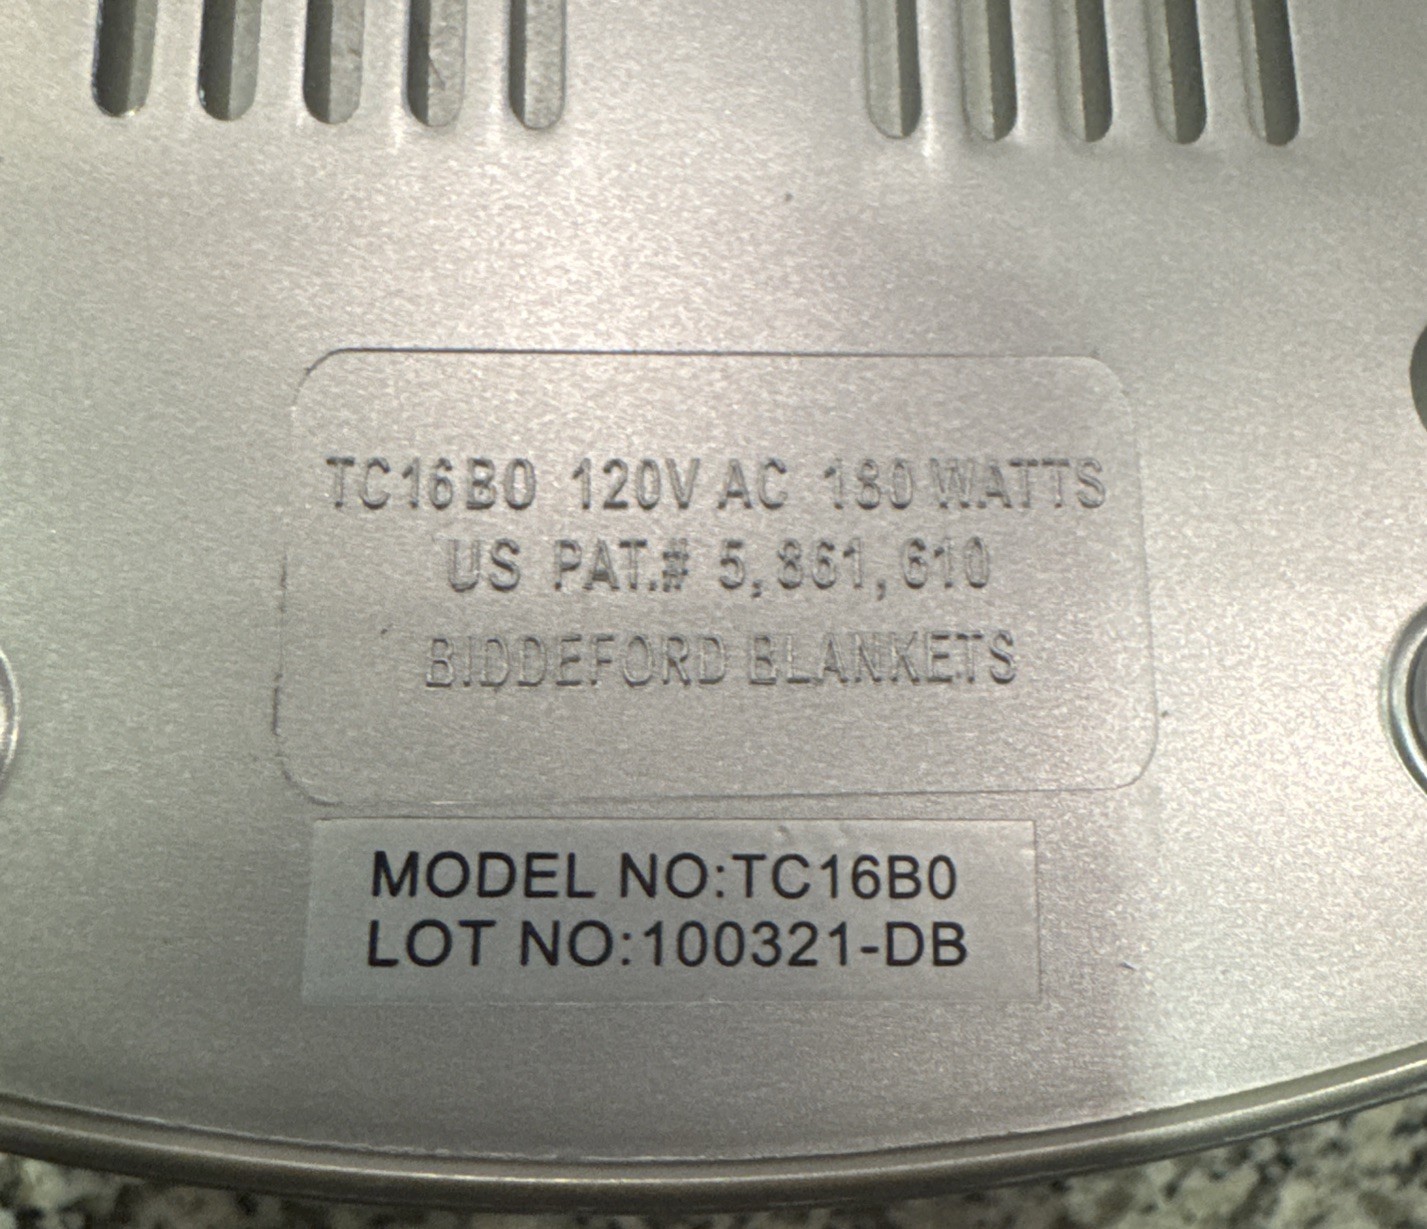 TC16B0 120V AC 180 WATTS
US PAT.# 5,861,610
BIDDEFORD BLANKETS
MODEL NO:TC16B0
LOT NO:100321-DB